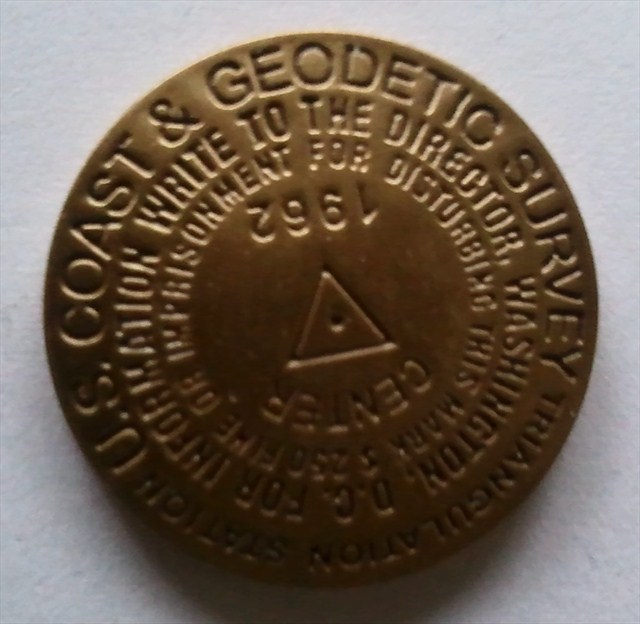 U.S. COAST & GEODETIC SURVEY
TRIANGULATION STATION
FOR INFORMATION WRITE TO THE DIRECTOR, WASHINGTON, D.C.
$250 FINE OR IMPRISONMENT FOR DISTURBING THIS MARK.
1962
CENTER